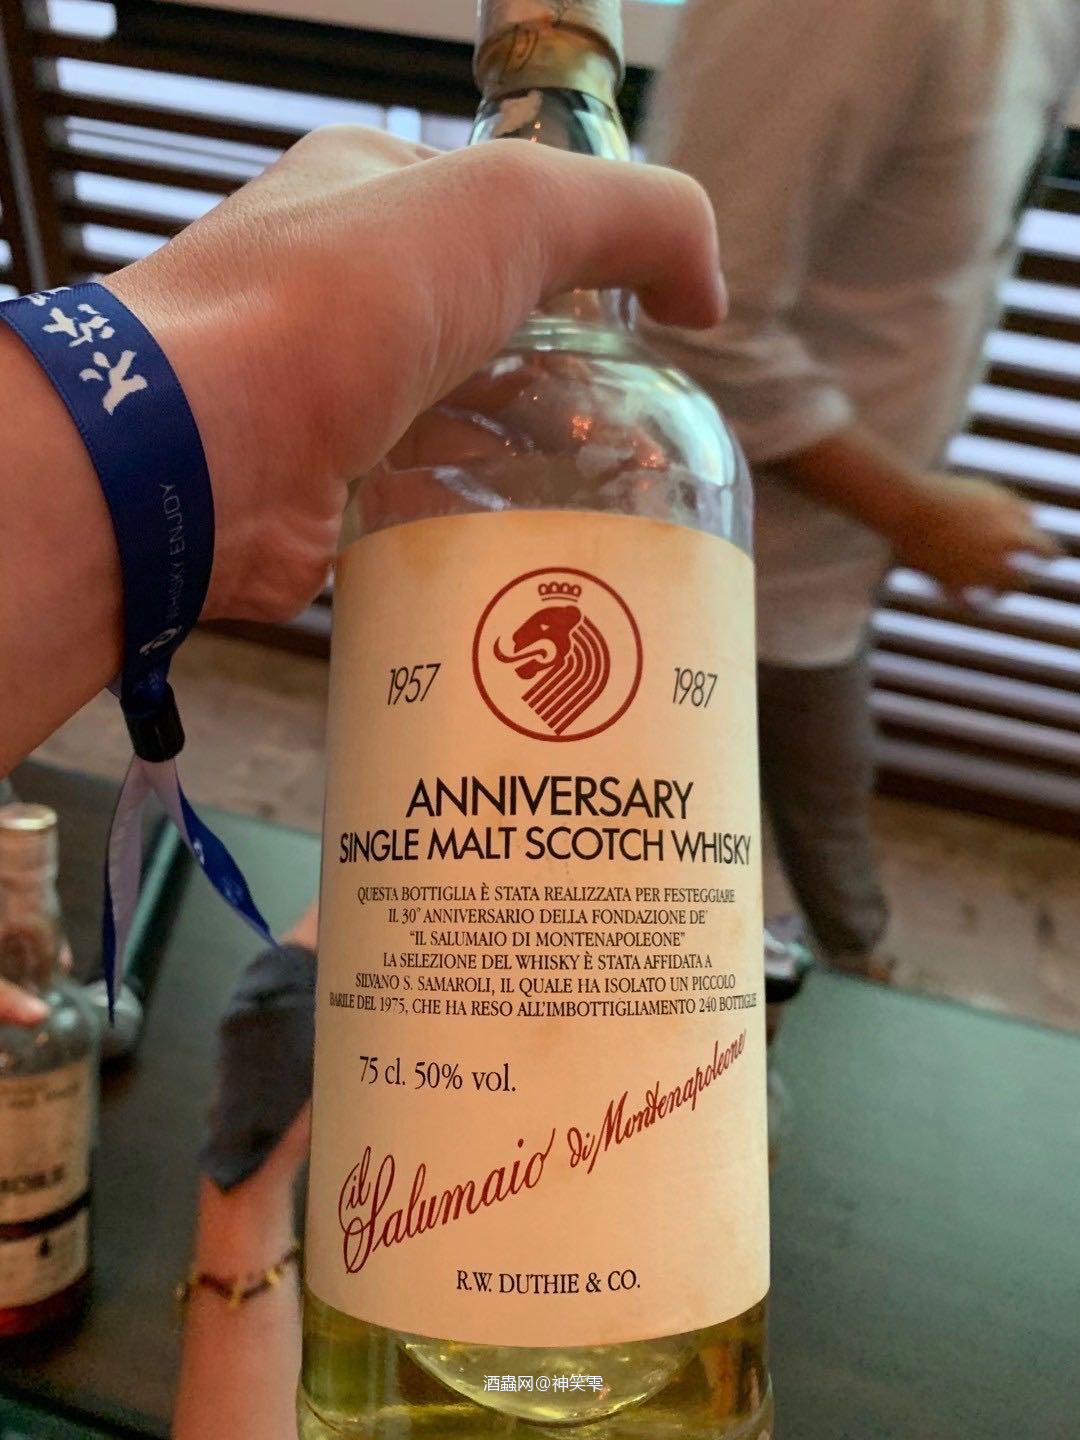 WHISKY ENJOY
1957 1987
ANNIVERSARY
SINGLE MALT SCOTCH WHISKY
QUESTA BOTTIGLIA È STATA REALIZZATA PER FESTEGGIARE
IL 30° ANNIVERSARIO DELLA FONDAZIONE DE'
"IL SALUMAIO DI MONTENAPOLEONE"
LA SELEZIONE DEL WHISKY È STATA AFFIDATA A
SILVANO S. SAMAROLI, IL QUALE HA ISOLATO UN PICCOLO
BARILE DEL 1975, CHE HA RESO ALL'IMBOTTIGLIAMENTO 240 BOTTIGLIE
75 cl. 50% vol.
il Salumaio di Montenapoleone
R.W. DUTHIE & CO.
酒蟲网@神笑雫